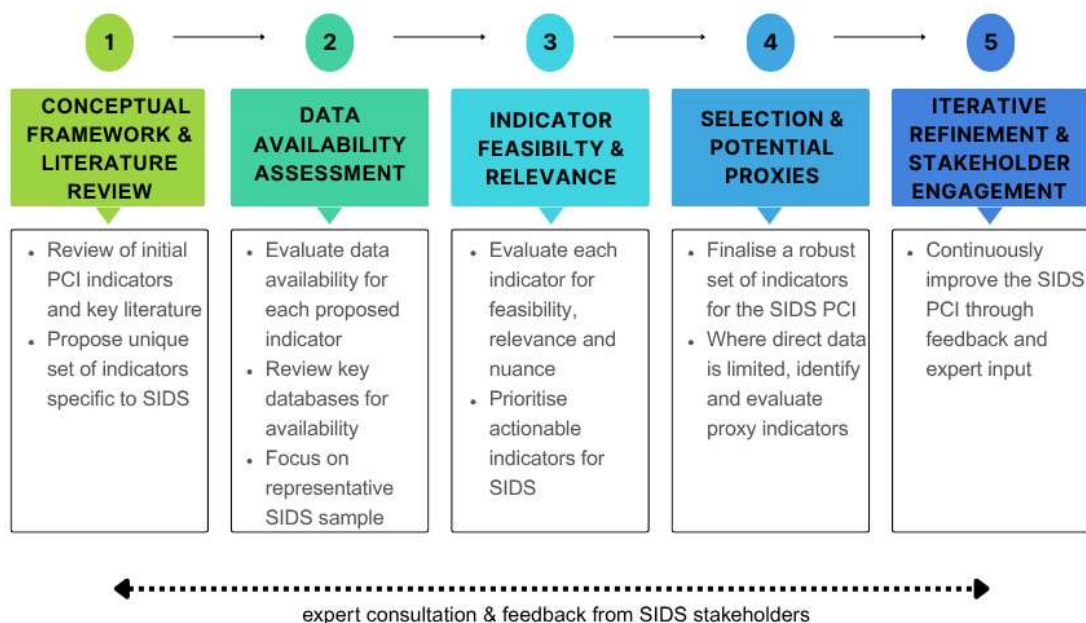 1
2
3
4
5
CONCEPTUAL
FRAMEWORK &
LITERATURE
REVIEW
DATA
AVAILABILITY
ASSESSMENT
INDICATOR
FEASIBILTY &
RELEVANCE
SELECTION &
POTENTIAL
PROXIES
ITERATIVE
REFINEMENT &
STAKEHOLDER
ENGAGEMENT
• Review of initial
PCI indicators
and key literature
• Propose unique
set of indicators
specific to SIDS
• Evaluate data
availability for
each proposed
indicator
• Review key
databases for
availability
• Focus on
representative
SIDS sample
• Evaluate each
indicator for
feasibility,
relevance and
nuance
• Prioritise
actionable
indicators for
SIDS
• Finalise a robust
set of indicators
for the SIDS PCI
• Where direct data
is limited, identify
and evaluate
proxy indicators
• Continuously
improve the SIDS
PCI through
feedback and
expert input
expert consultation & feedback from SIDS stakeholders